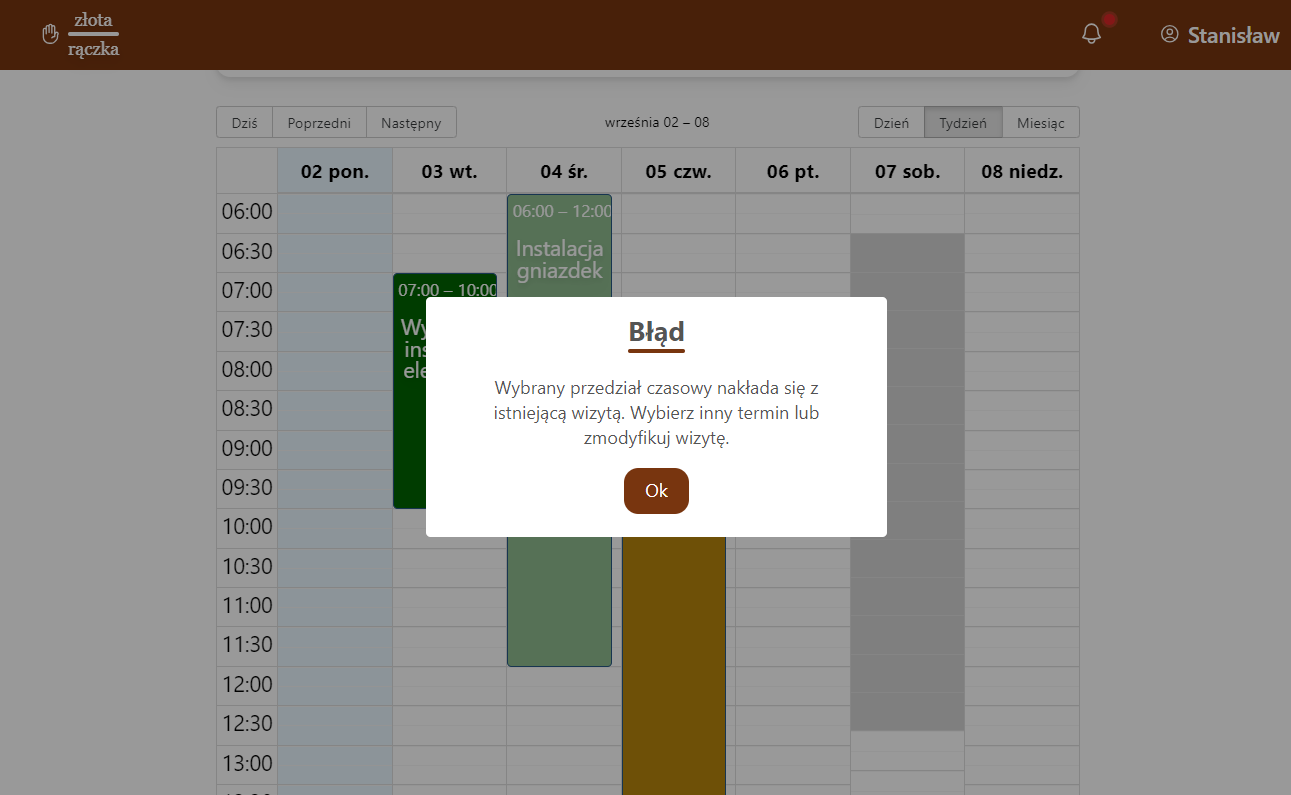 złota
rączka
Stanisław
Dziś Poprzedni Następny
września 02 – 08
Dzień Tydzień Miesiąc
02 pon. 03 wt. 04 śr. 05 czw. 06 pt. 07 sob. 08 niedz.
06:00
06:00 – 12:00
Instalacja
gniazdek
06:30
07:00
07:00 – 10:00
07:30
08:00
08:30
09:00
09:30
10:00
10:30
11:00
11:30
12:00
12:30
13:00
Błąd
Wybrany przedział czasowy nakłada się z
istniejącą wizytą. Wybierz inny termin lub
zmodyfikuj wizytę.
Ok